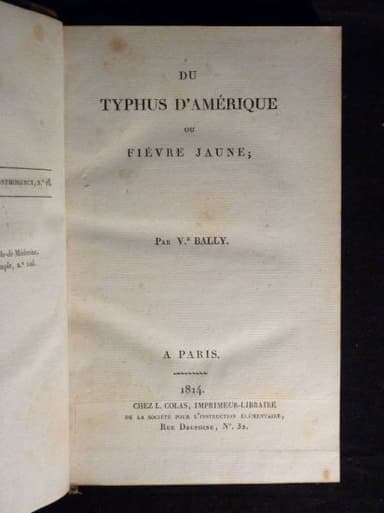 DU
TYPHUS D'AMÉRIQUE
OU
FIÉVRE JAUNE;
PAR V.ᴿ BALLY.
A PARIS.
1814.
CHEZ L. COLAS, IMPRIMEUR-LIBRAIRE
DE LA SOCIÉTÉ POUR L'INSTRUCTION ÉLÉMENTAIRE,
RUE DAUPHINE, N.º 32.